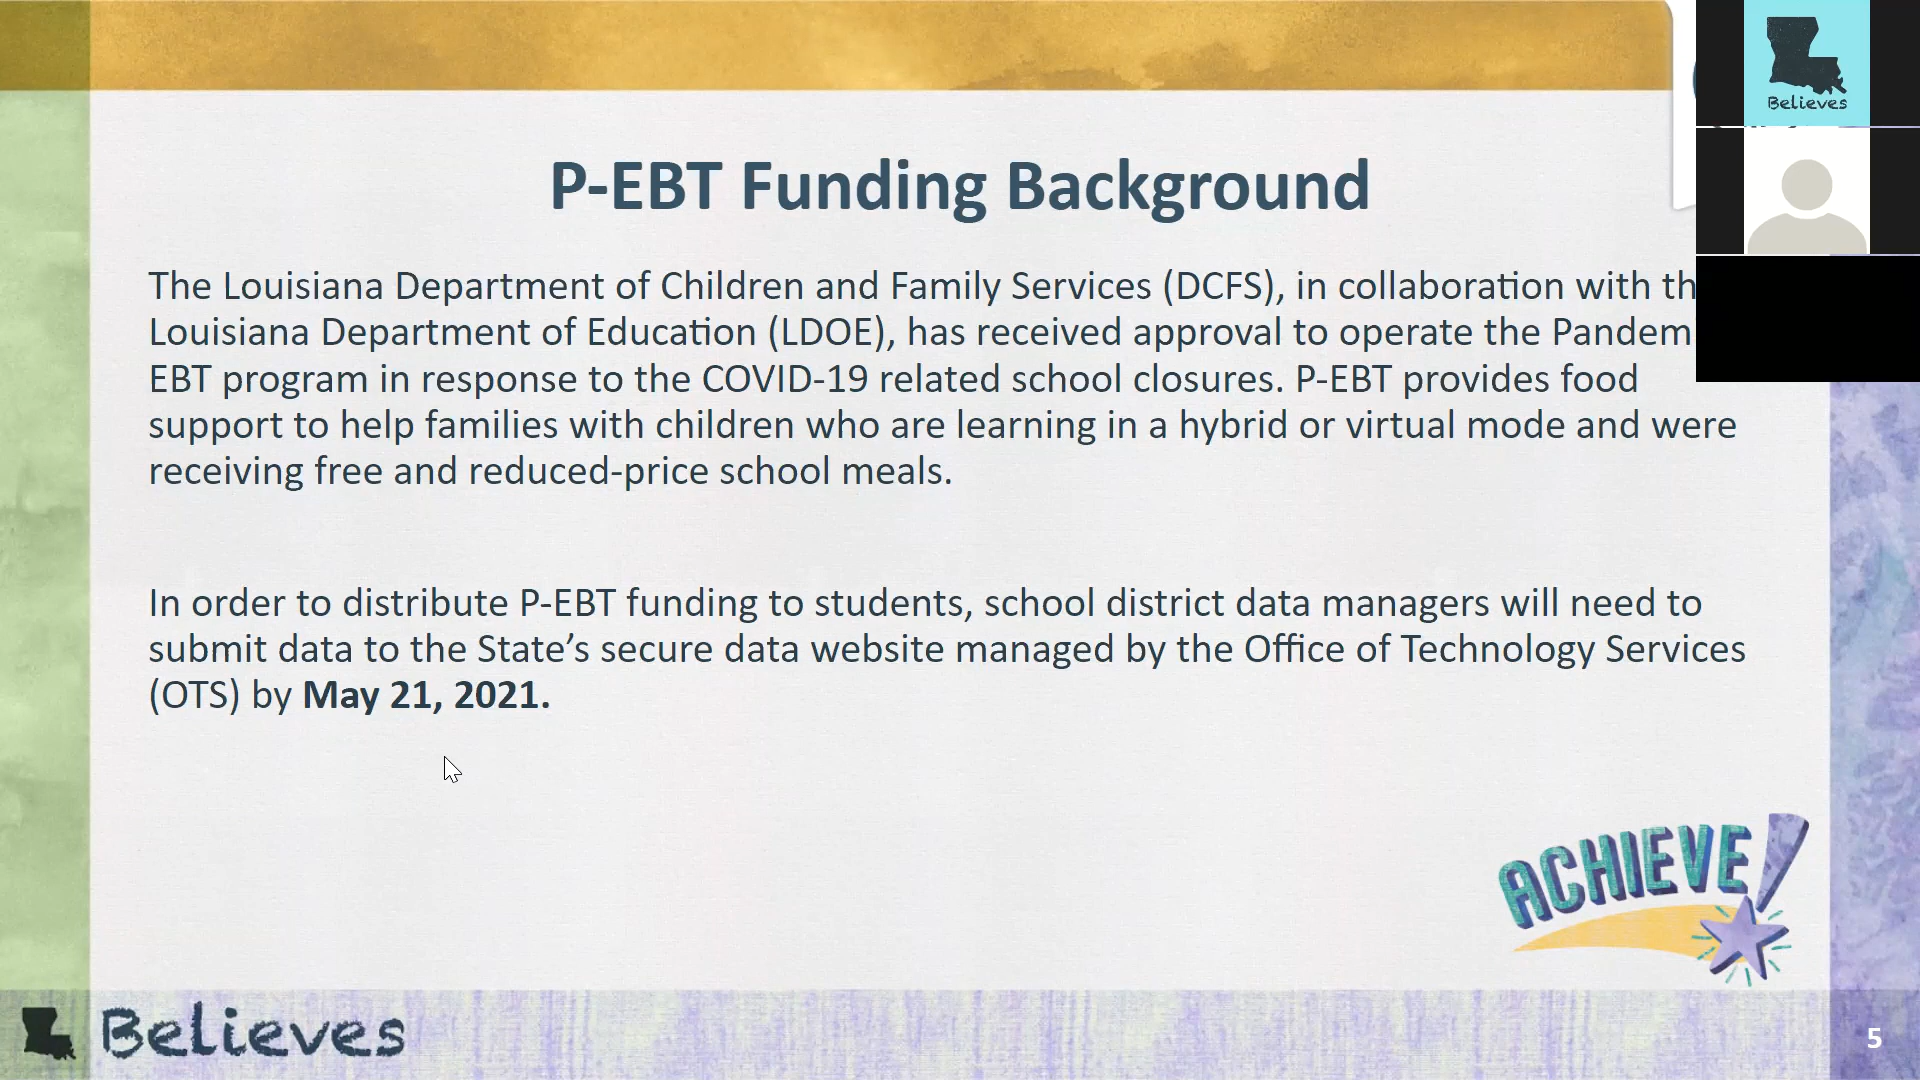 Believes
P-EBT Funding Background
The Louisiana Department of Children and Family Services (DCFS), in collaboration with
Louisiana Department of Education (LDOE), has received approval to operate the
EBT program in response to the COVID-19 related school closures. P-EBT provides food
support to help families with children who are learning in a hybrid or virtual mode and were
receiving free and reduced-price school meals.
In order to distribute P-EBT funding to students, school district data managers will need to
submit data to the State’s secure data website managed by the Office of Technology Services
(OTS) by May 21, 2021.
ACHIEVE!
Believes
5